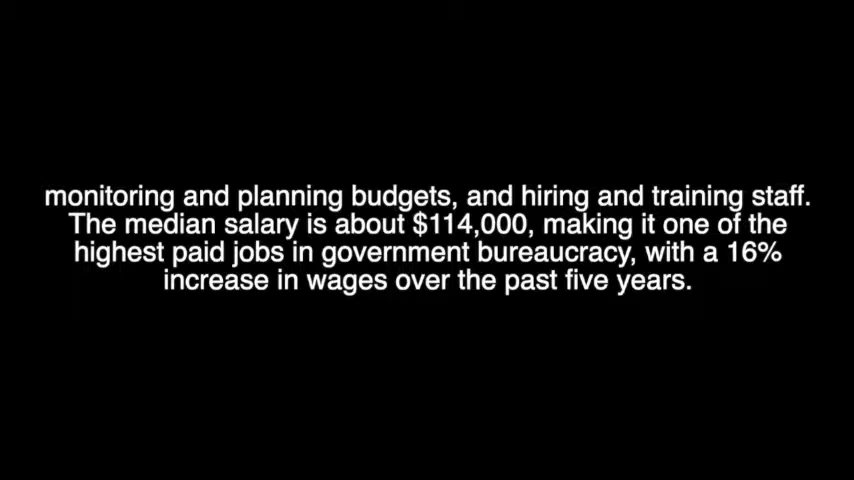 monitoring and planning budgets, and hiring and training staff.
The median salary is about $114,000, making it one of the
highest paid jobs in government bureaucracy, with a 16%
increase in wages over the past five years.